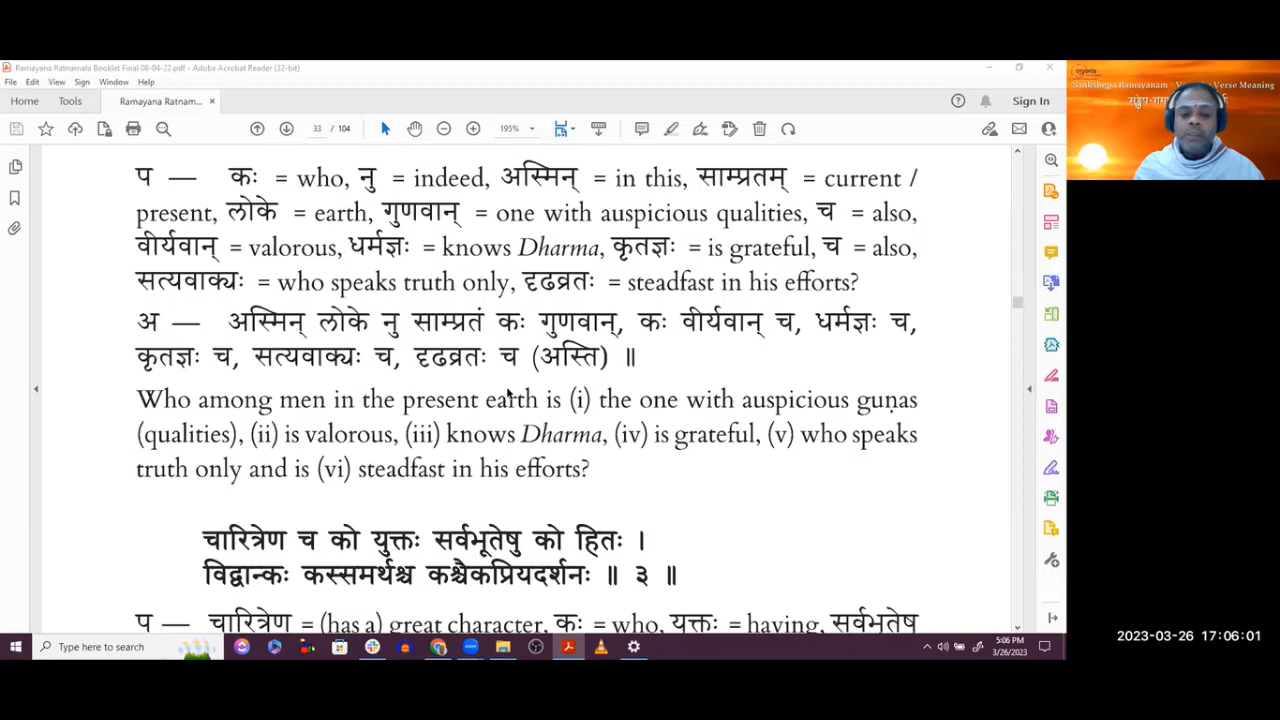 Ramayana Ratnamala Booklet Final 08-04-22.pdf - Adobe Acrobat Reader (32-bit)
File Edit View Sign Window Help
Home Tools Ramayana Ratnam... × Sign In
33 / 104 195%
प — कः = who, नु = indeed, अस्मिन् = in this, साम्प्रतम् = current /
present, लोके = earth, गुणवान् = one with auspicious qualities, च = also,
वीर्यवान् = valorous, धर्मज्ञः = knows Dharma, कृतज्ञः = is grateful, च = also,
सत्यवाक्यः = who speaks truth only, दृढव्रतः = steadfast in his efforts?
अ — अस्मिन् लोके नु साम्प्रतं कः गुणवान्, कः वीर्यवान् च, धर्मज्ञः च,
कृतज्ञः च, सत्यवाक्यः च, दृढव्रतः च (अस्ति) ॥
Who among men in the present earth is (i) the one with auspicious guṇas
(qualities), (ii) is valorous, (iii) knows Dharma, (iv) is grateful, (v) who speaks
truth only and is (vi) steadfast in his efforts?
चारित्रेण च को युक्तः सर्वभूतेषु को हितः ।
विद्वान्कः कस्समर्थश्च कश्चैकप्रियदर्शनः ॥ ३ ॥
प — चारित्रेण = (has a) great character, कः = who, युक्तः = having, सर्वभूतेषु
Type here to search
5:06 PM
3/26/2023
Sankshepa Ramayanam
Verse Meaning
2023-03-26 17:06:01